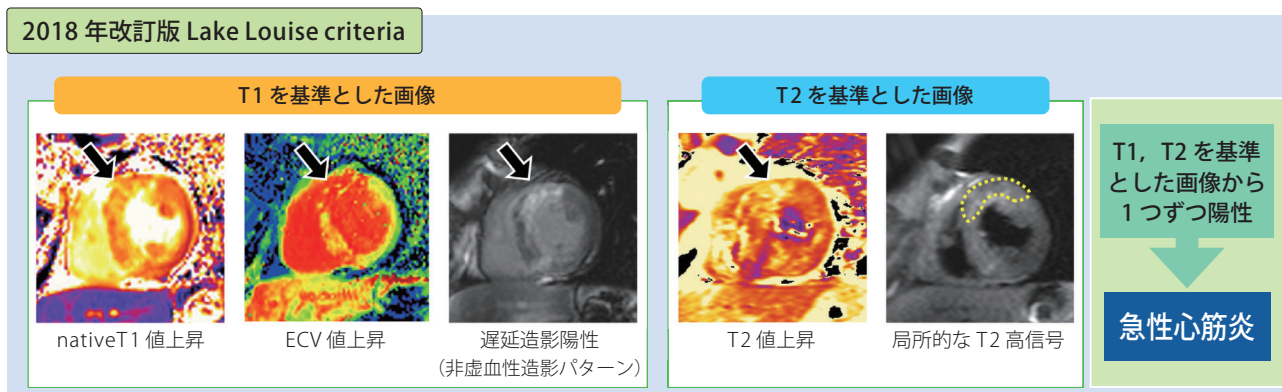 2018 年改訂版 Lake Louise criteria
T1 を基準とした画像
nativeT1 値上昇
ECV 値上昇
遅延造影陽性
（非虚血性造影パターン）
T2 を基準とした画像
T2 値上昇
局所的な T2 高信号
T1，T2 を基準
とした画像から
1 つずつ陽性
急性心筋炎